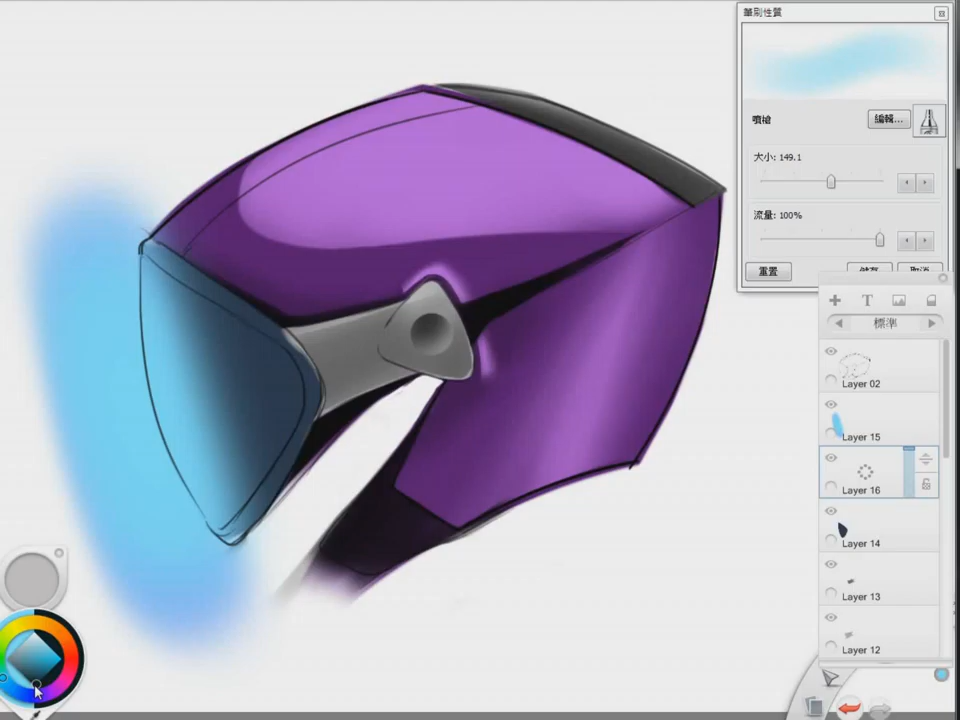 筆刷性質
噴槍
編輯...
大小: 149.1
流量: 100%
重置
儲存
取消
T
標準
Layer 02
Layer 15
Layer 16
Layer 14
Layer 13
Layer 12